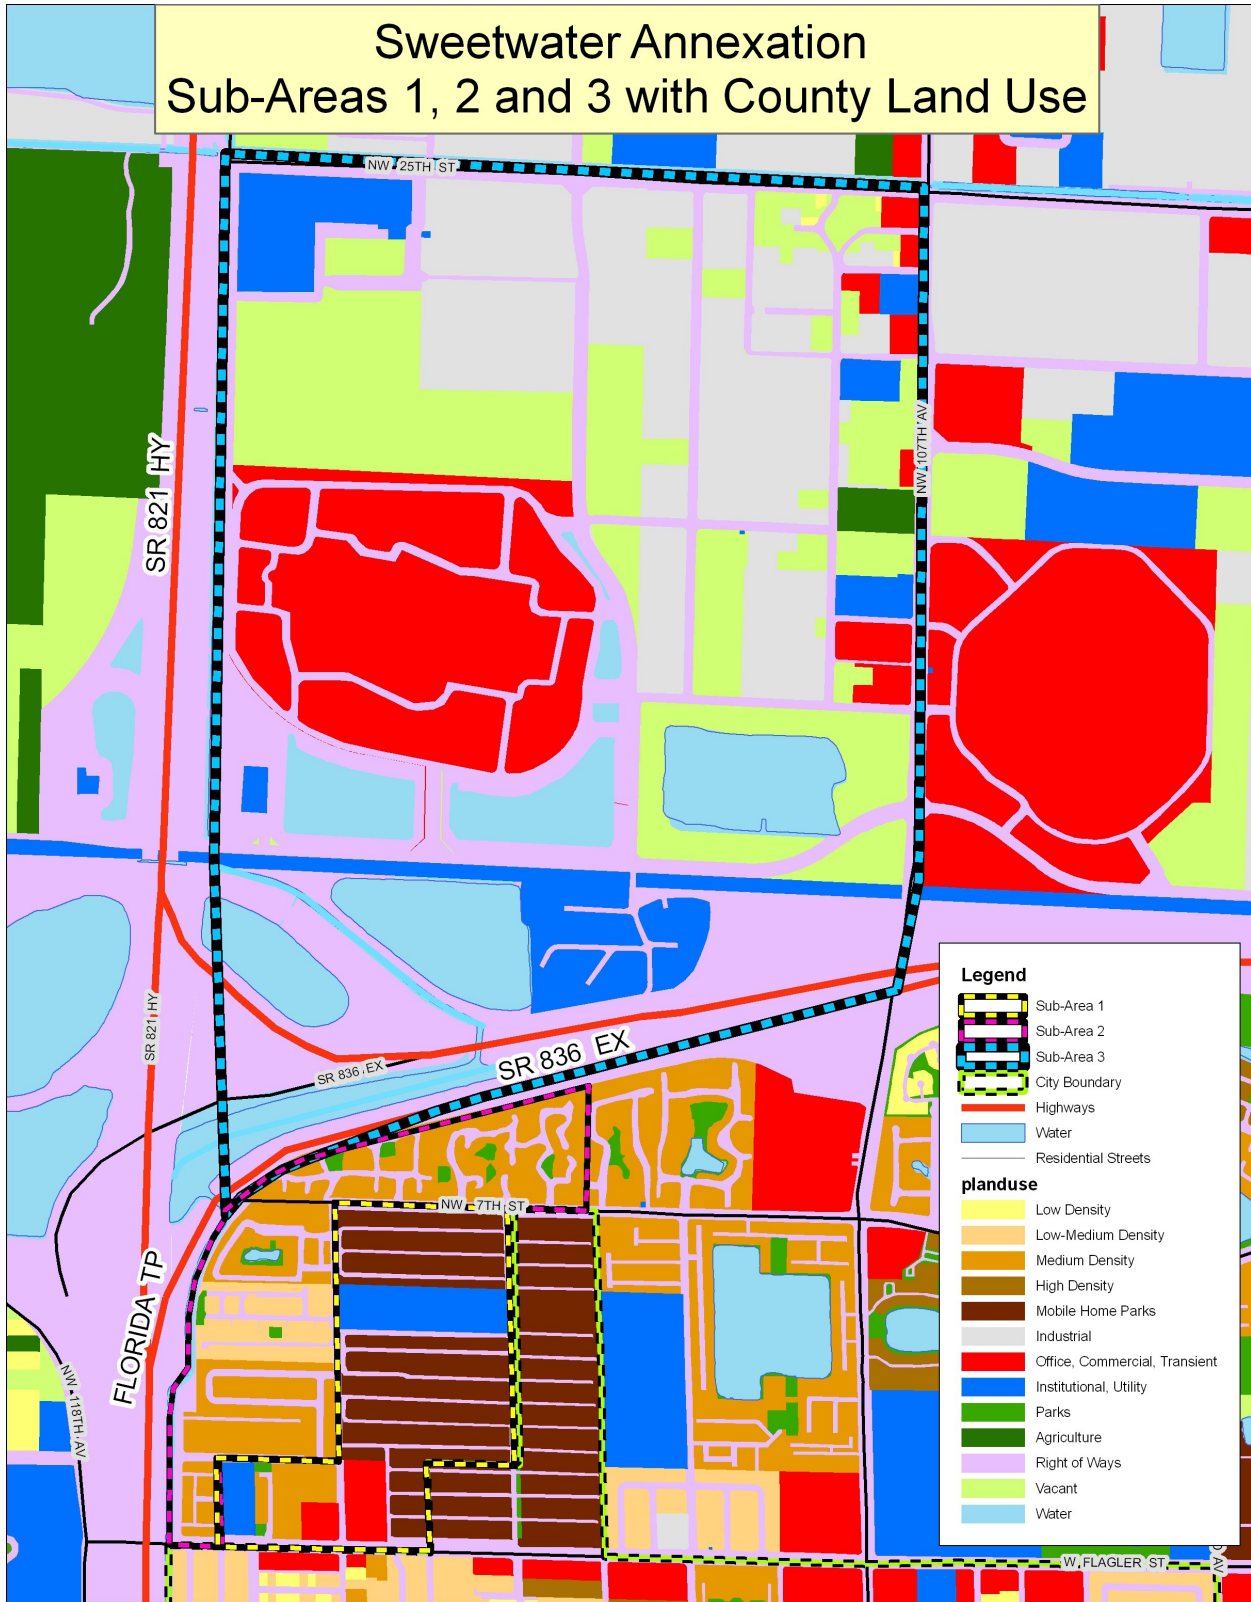 Sweetwater Annexation
Sub-Areas 1, 2 and 3 with County Land Use
NW 25TH ST
SR 821 HY
NW 107TH AV
SR 821 HY
SR 836 EX
SR 836 EX
NW 7TH ST
FLORIDA TP
NW 118TH AV
W FLAGLER ST
AV
Legend
Sub-Area 1
Sub-Area 2
Sub-Area 3
City Boundary
Highways
Water
Residential Streets
planduse
Low Density
Low-Medium Density
Medium Density
High Density
Mobile Home Parks
Industrial
Office, Commercial, Transient
Institutional, Utility
Parks
Agriculture
Right of Ways
Vacant
Water